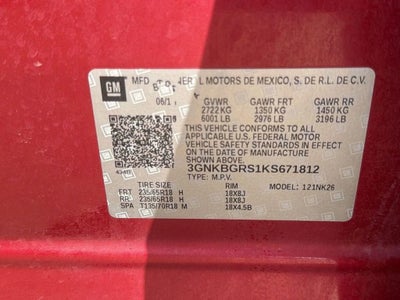 GM
MFD GENERAL MOTORS DE MEXICO, S. DE R.L. DE C.V.
06/1
GVWR GAWR FRT GAWR RR
2722 KG 1350 KG 1450 KG
6001 LB 2976 LB 3196 LB
THIS VEHICLE CONFORMS TO ALL
APPLICABLE U.S. FEDERAL MOTOR
VEHICLE SAFETY STANDARDS IN EFFECT
ON THE DATE OF MANUFACTURE SHOWN ABOVE.
3GNKBGRS1KS671812
TYPE: M.P.V.
TIRE SIZE RIM MODEL: 121NK26
FRT: 235/65R18 H 18X8J
RR: 235/65R18 H 18X8J
SPA T135/70R18 M 18X4.5B